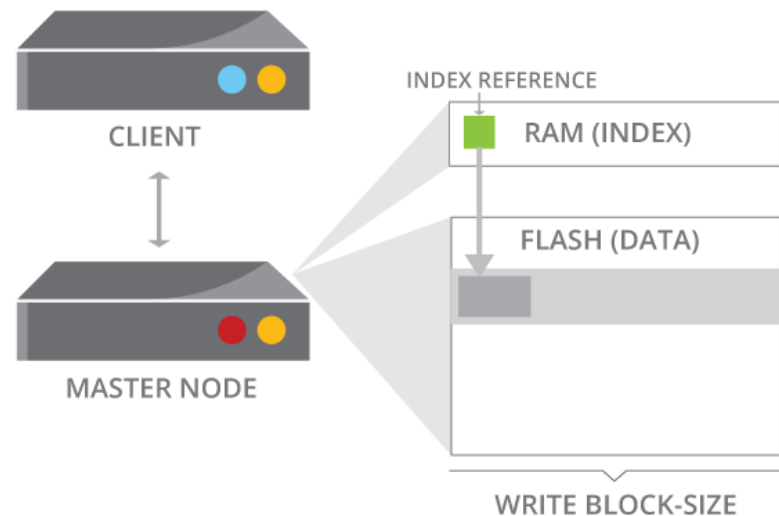 CLIENT
MASTER NODE
INDEX REFERENCE
RAM (INDEX)
FLASH (DATA)
WRITE BLOCK-SIZE